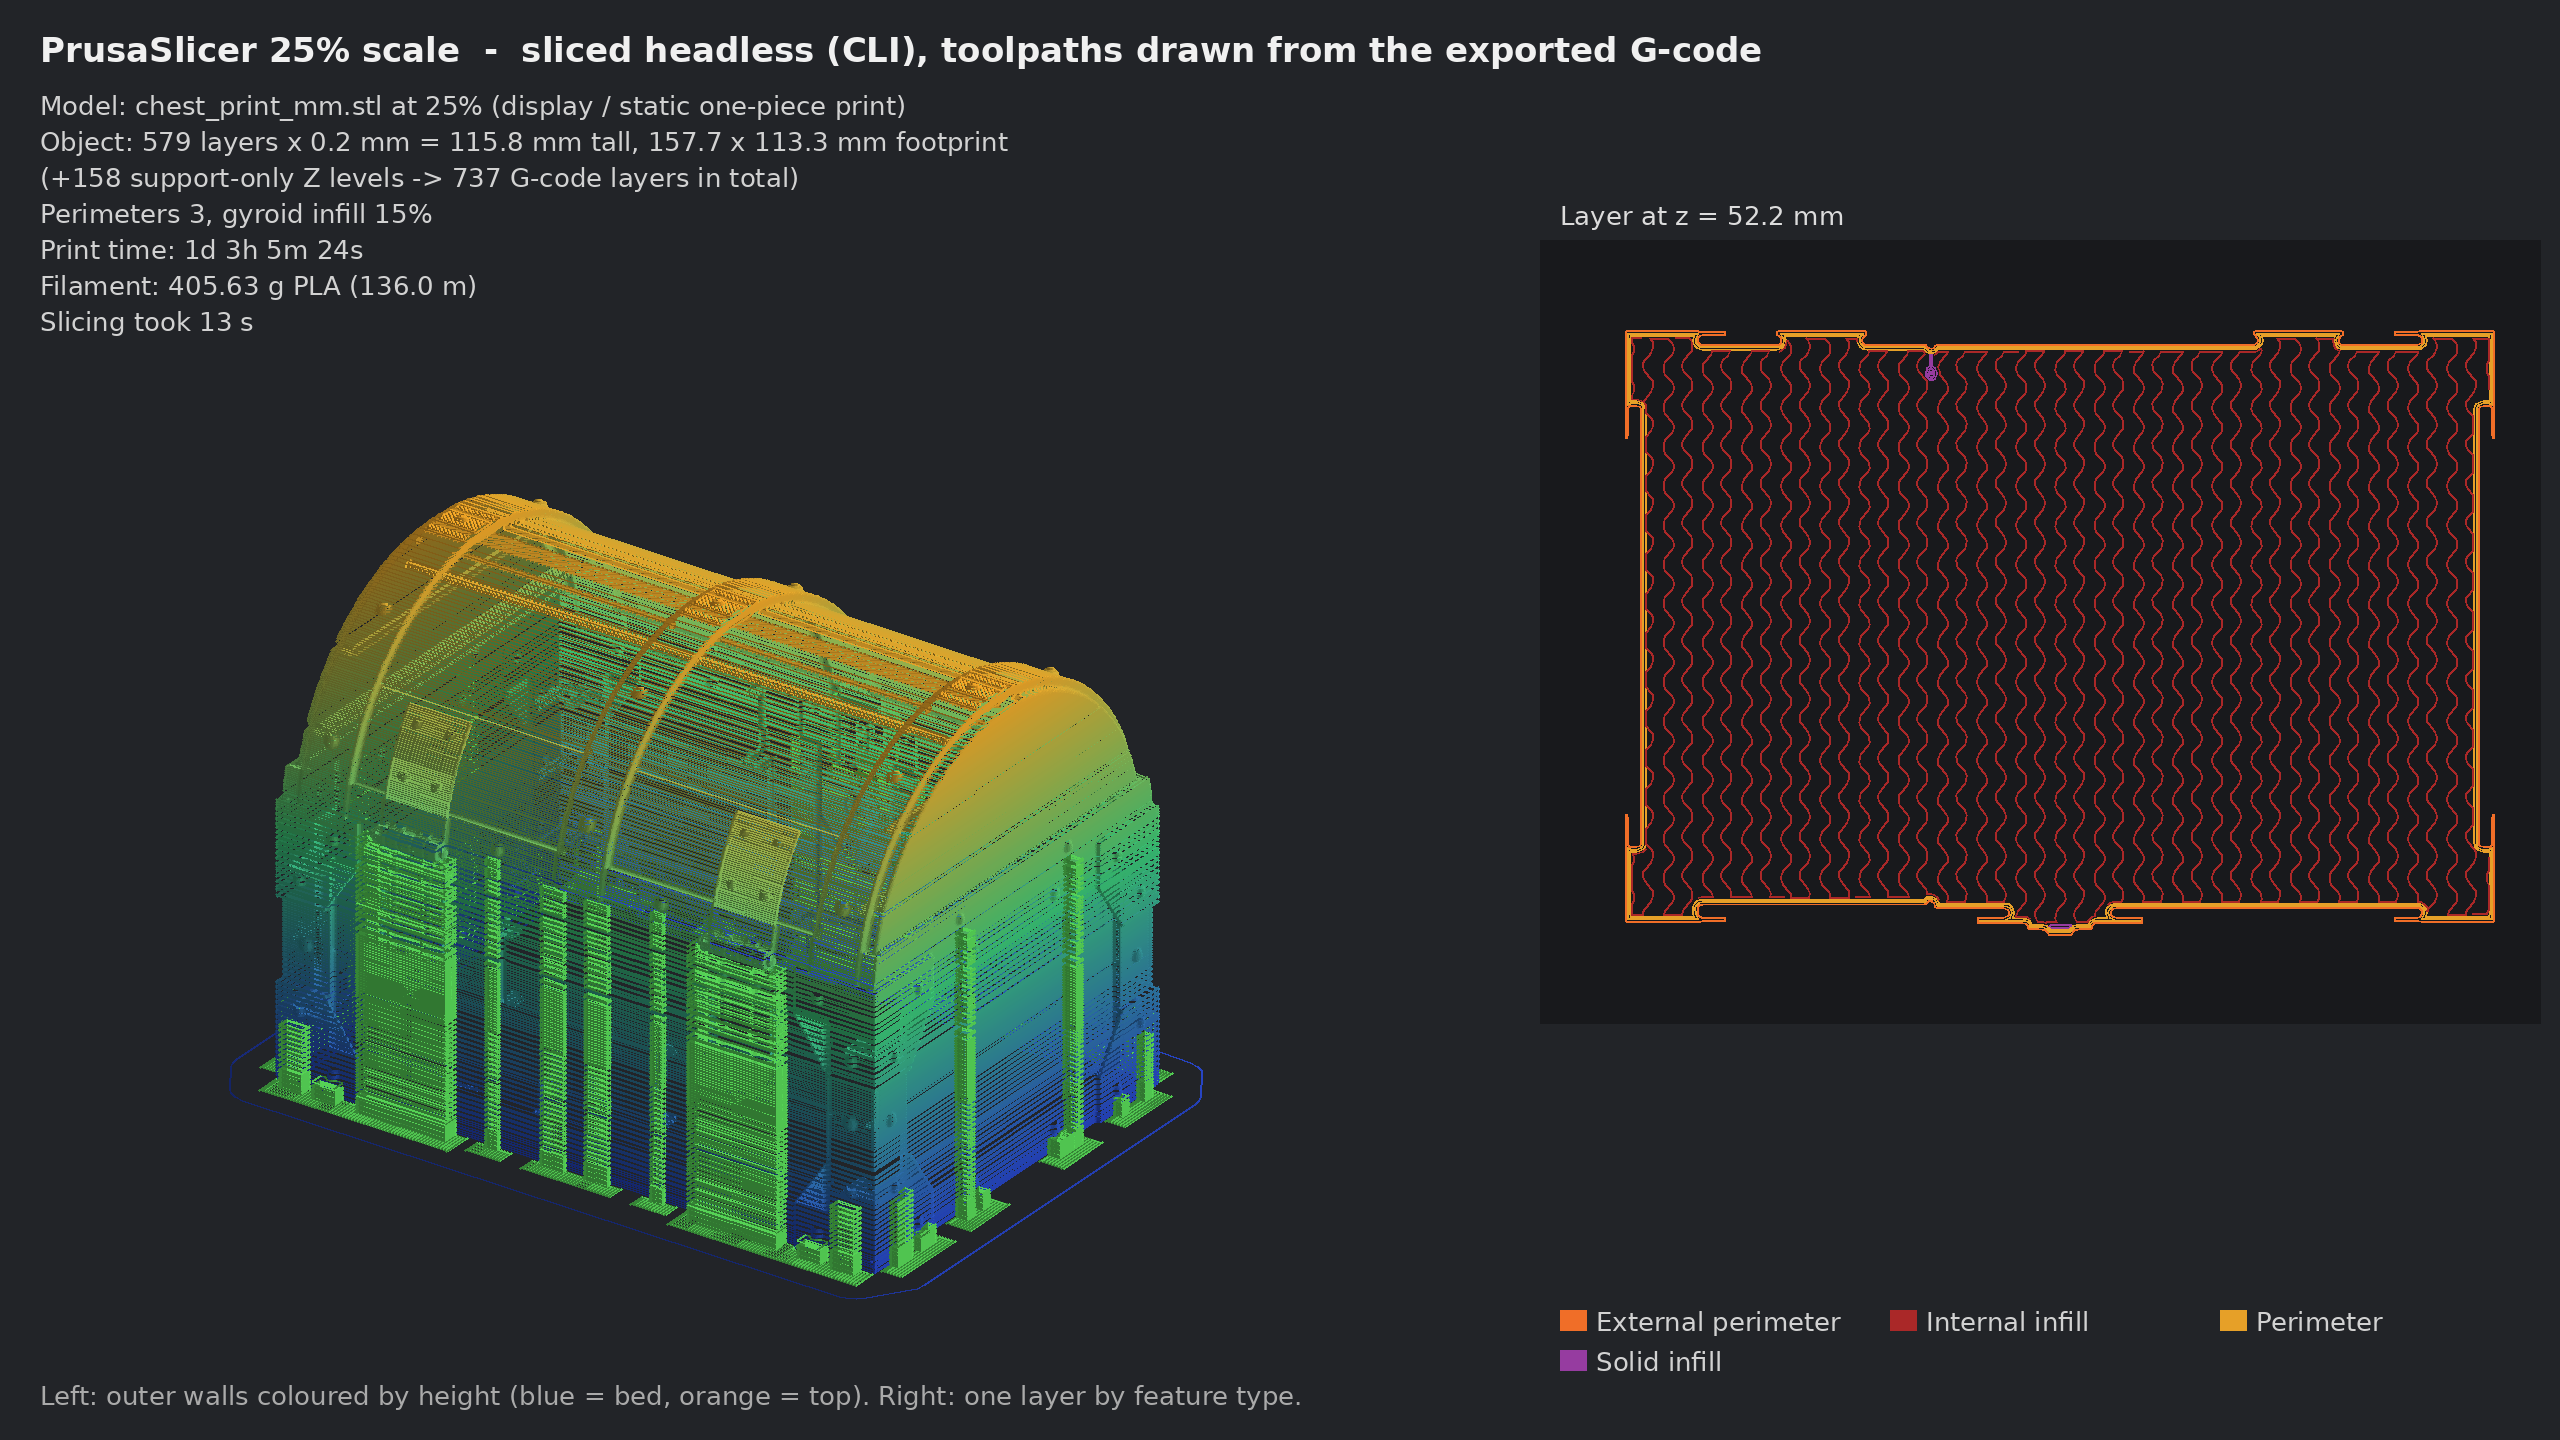 PrusaSlicer 25% scale - sliced headless (CLI), toolpaths drawn from the exported G-code
Model: chest_print_mm.stl at 25% (display / static one-piece print)
Object: 579 layers x 0.2 mm = 115.8 mm tall, 157.7 x 113.3 mm footprint
(+158 support-only Z levels -> 737 G-code layers in total)
Perimeters 3, gyroid infill 15%
Print time: 1d 3h 5m 24s
Filament: 405.63 g PLA (136.0 m)
Slicing took 13 s
Layer at z = 52.2 mm
External perimeter
Internal infill
Perimeter
Solid infill
Left: outer walls coloured by height (blue = bed, orange = top). Right: one layer by feature type.